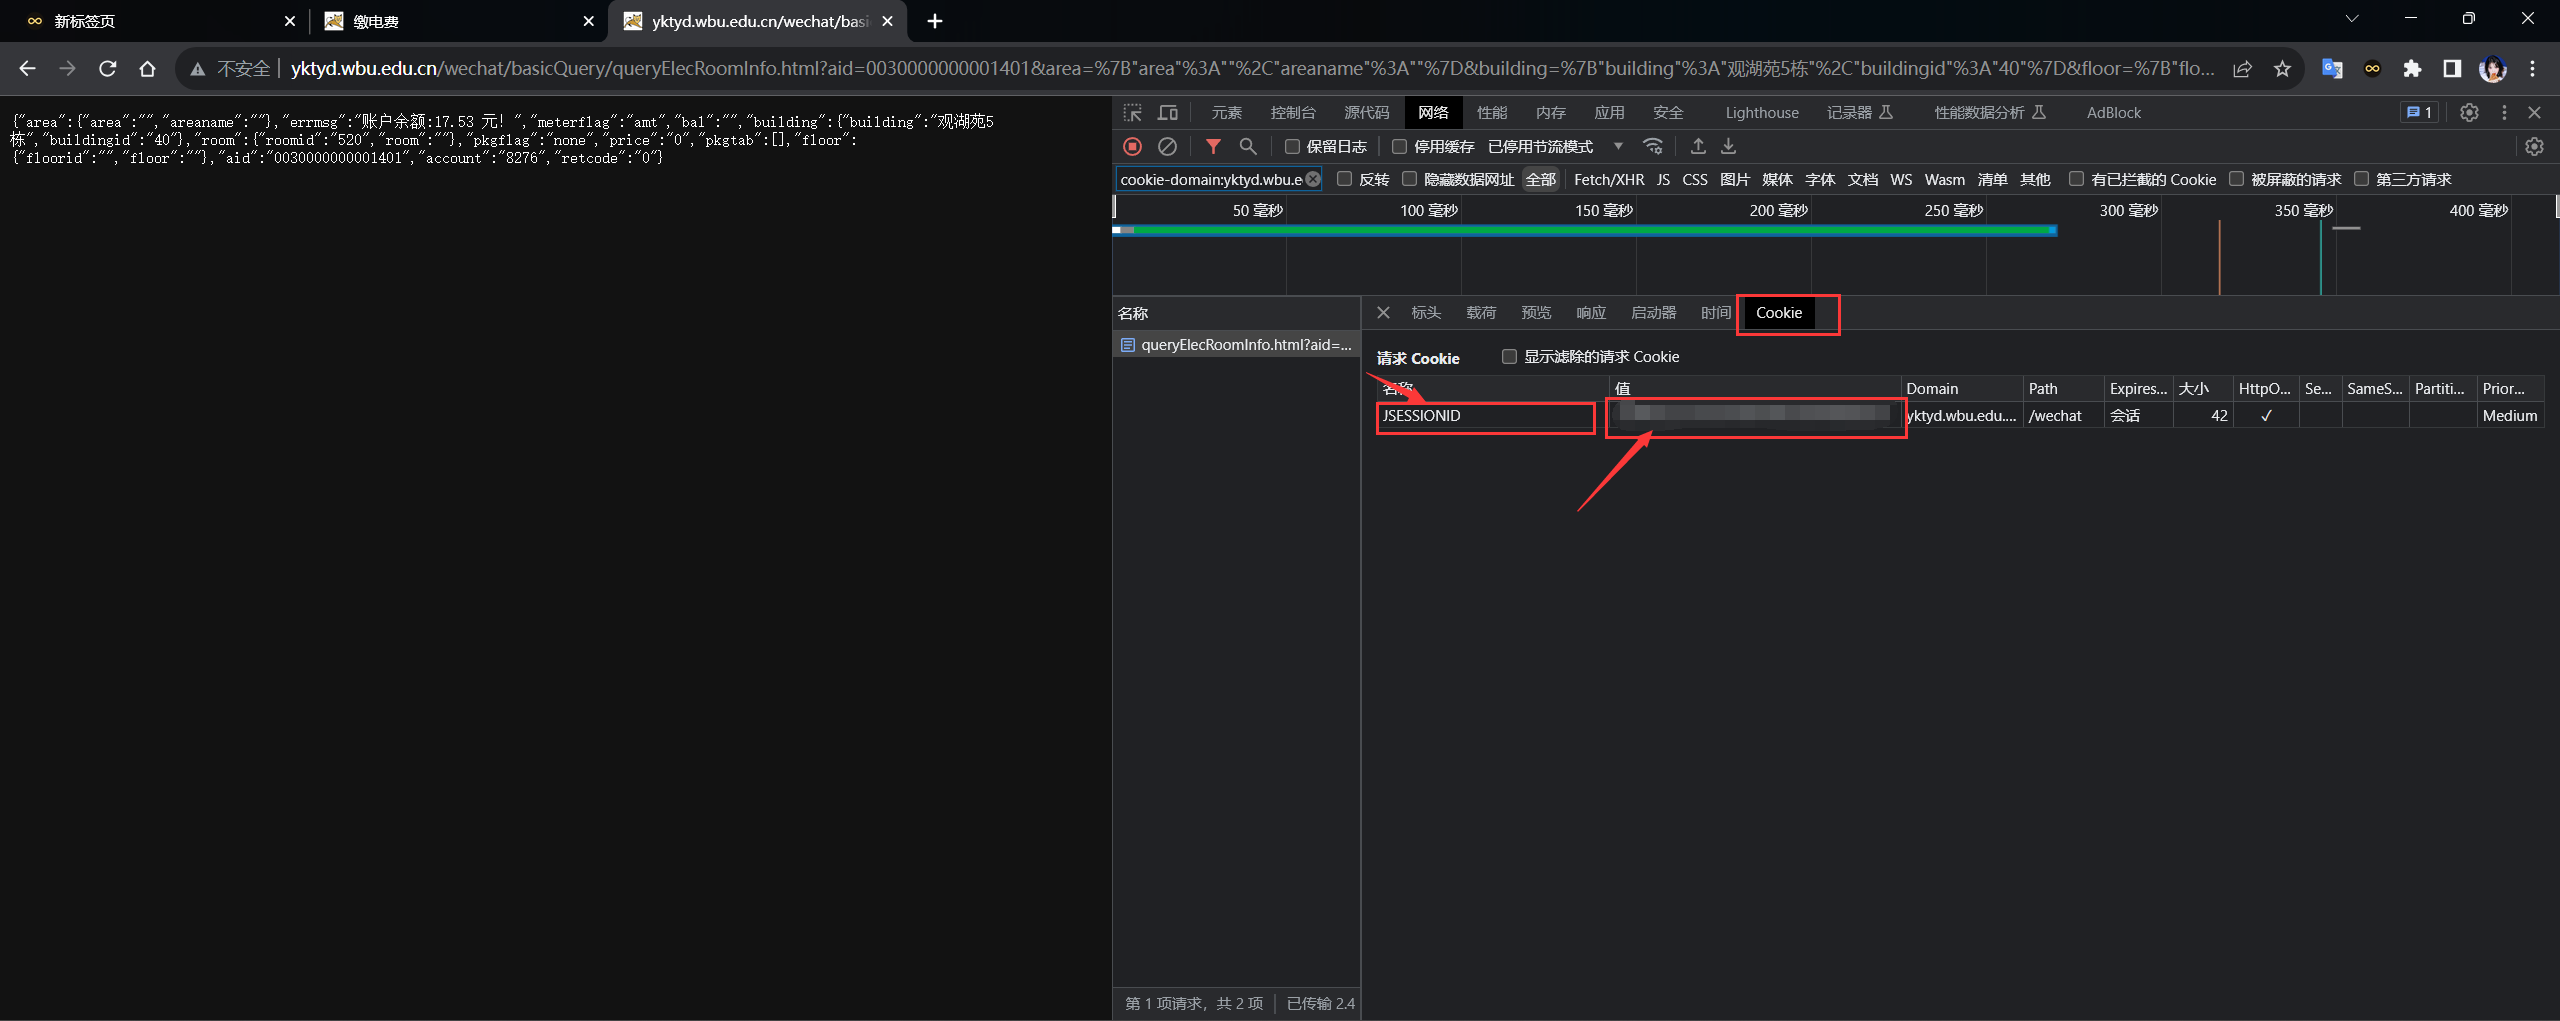 新标签页
缴电费
yktyd.wbu.edu.cn/wechat/basi
不安全
yktyd.wbu.edu.cn/wechat/basicQuery/queryElecRoomInfo.html?aid=0030000000001401&area=%7B"area"%3A""%2C"areaname"%3A""%7D&building=%7B"building"%3A"观湖苑5栋"%2C"buildingid"%3A"40"%7D&floor=%7B"flo...
{"area":{"area":"","areaname":""},"errmsg":"账户余额:17.53 元! ","meterflag":"amt","bal":"","building":{"building":"观湖苑5
栋","buildingid":"40"},"room":{"roomid":"520","room":""},"pkgflag":"none","price":"0","pkgtab":[],"floor":
{"floorid":"","floor":""},"aid":"0030000000001401","account":"8276","retcode":"0"}
元素 控制台 源代码 网络 性能 内存 应用 安全 Lighthouse 记录器 性能数据分析 AdBlock 1
保留日志 停用缓存 已停用节流模式
cookie-domain:yktyd.wbu.e 反转 隐藏数据网址 全部 Fetch/XHR JS CSS 图片 媒体 字体 文档 WS Wasm 清单 其他 有已拦截的 Cookie 被屏蔽的请求 第三方请求
50 毫秒 100 毫秒 150 毫秒 200 毫秒 250 毫秒 300 毫秒 350 毫秒 400 毫秒
名称
queryElecRoomInfo.html?aid=...
标头 载荷 预览 响应 启动器 时间 Cookie
请求 Cookie 显示滤除的请求 Cookie
名称 值 Domain Path Expires... 大小 HttpO... Se... SameS... Partiti... Prior...
JSESSIONID yktyd.wbu.edu.... /wechat 会话 42 ✓ Medium
第 1 项请求，共 2 项 已传输 2.4